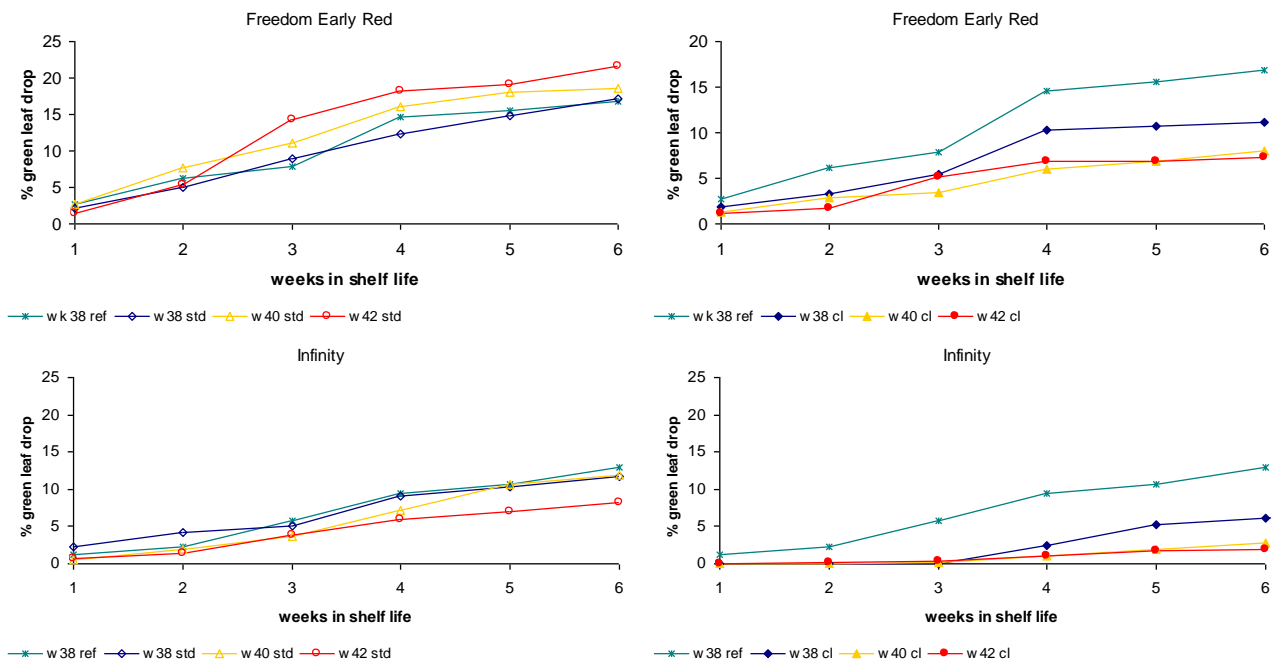 Freedom Early Red
25
20
15
10
5
0
% green leaf drop
1 2 3 4 5 6
weeks in shelf life
wk 38 ref w 38 std w 40 std w 42 std
Freedom Early Red
20
15
10
5
0
% green leaf drop
1 2 3 4 5 6
weeks in shelf life
wk 38 ref w 38 cl w 40 cl w 42 cl
Infinity
25
20
15
10
5
0
% green leaf drop
1 2 3 4 5 6
weeks in shelf life
w 38 ref w 38 std w 40 std w 42 std
Infinity
25
20
15
10
5
0
% green leaf drop
1 2 3 4 5 6
weeks in shelf life
w 38 ref w 38 cl w 40 cl w 42 cl